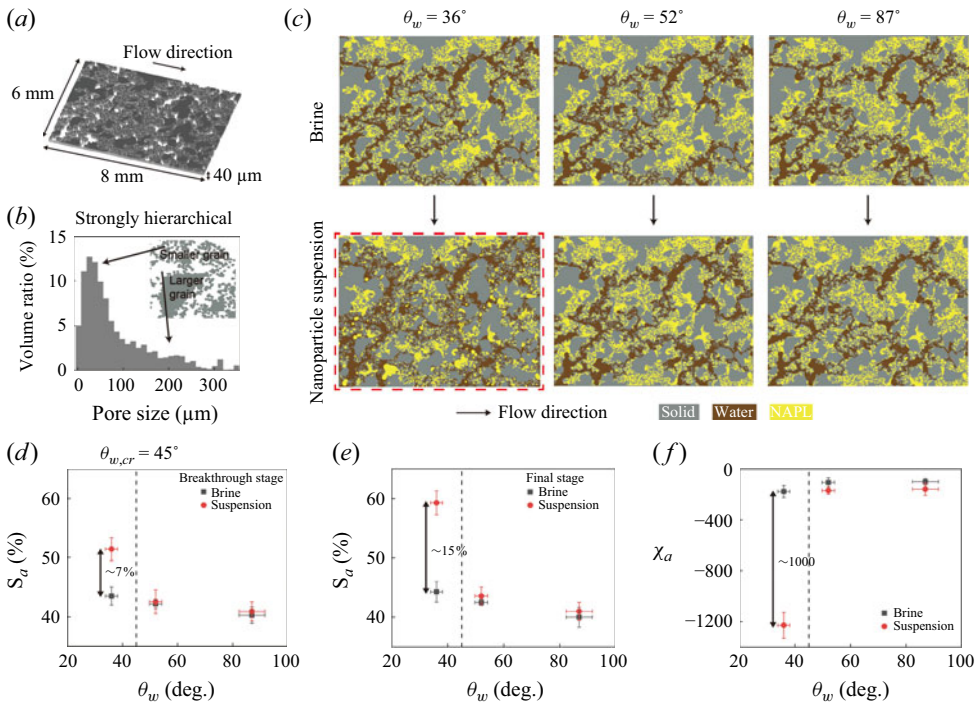 (a)
Flow direction
6 mm
8 mm
40 µm
(b)
Strongly hierarchical
15
10
5
0
Volume ratio (%)
Smaller grain
Larger
grain
0 100 200 300
Pore size (µm)
(c)
θw = 36° θw = 52° θw = 87°
Brine
Nanoparticle suspension
Flow direction
Solid Water NAPL
(d)
θw,cr = 45°
Breakthrough stage
Brine
Suspension
60
50
40
Sa (%)
~7%
20 40 60 80 100
θw (deg.)
(e)
Final stage
Brine
Suspension
60
50
40
Sa (%)
~15%
20 40 60 80 100
θw (deg.)
(f)
0
−400
−800
−1200
χa
~1000
Brine
Suspension
20 40 60 80 100
θw (deg.)